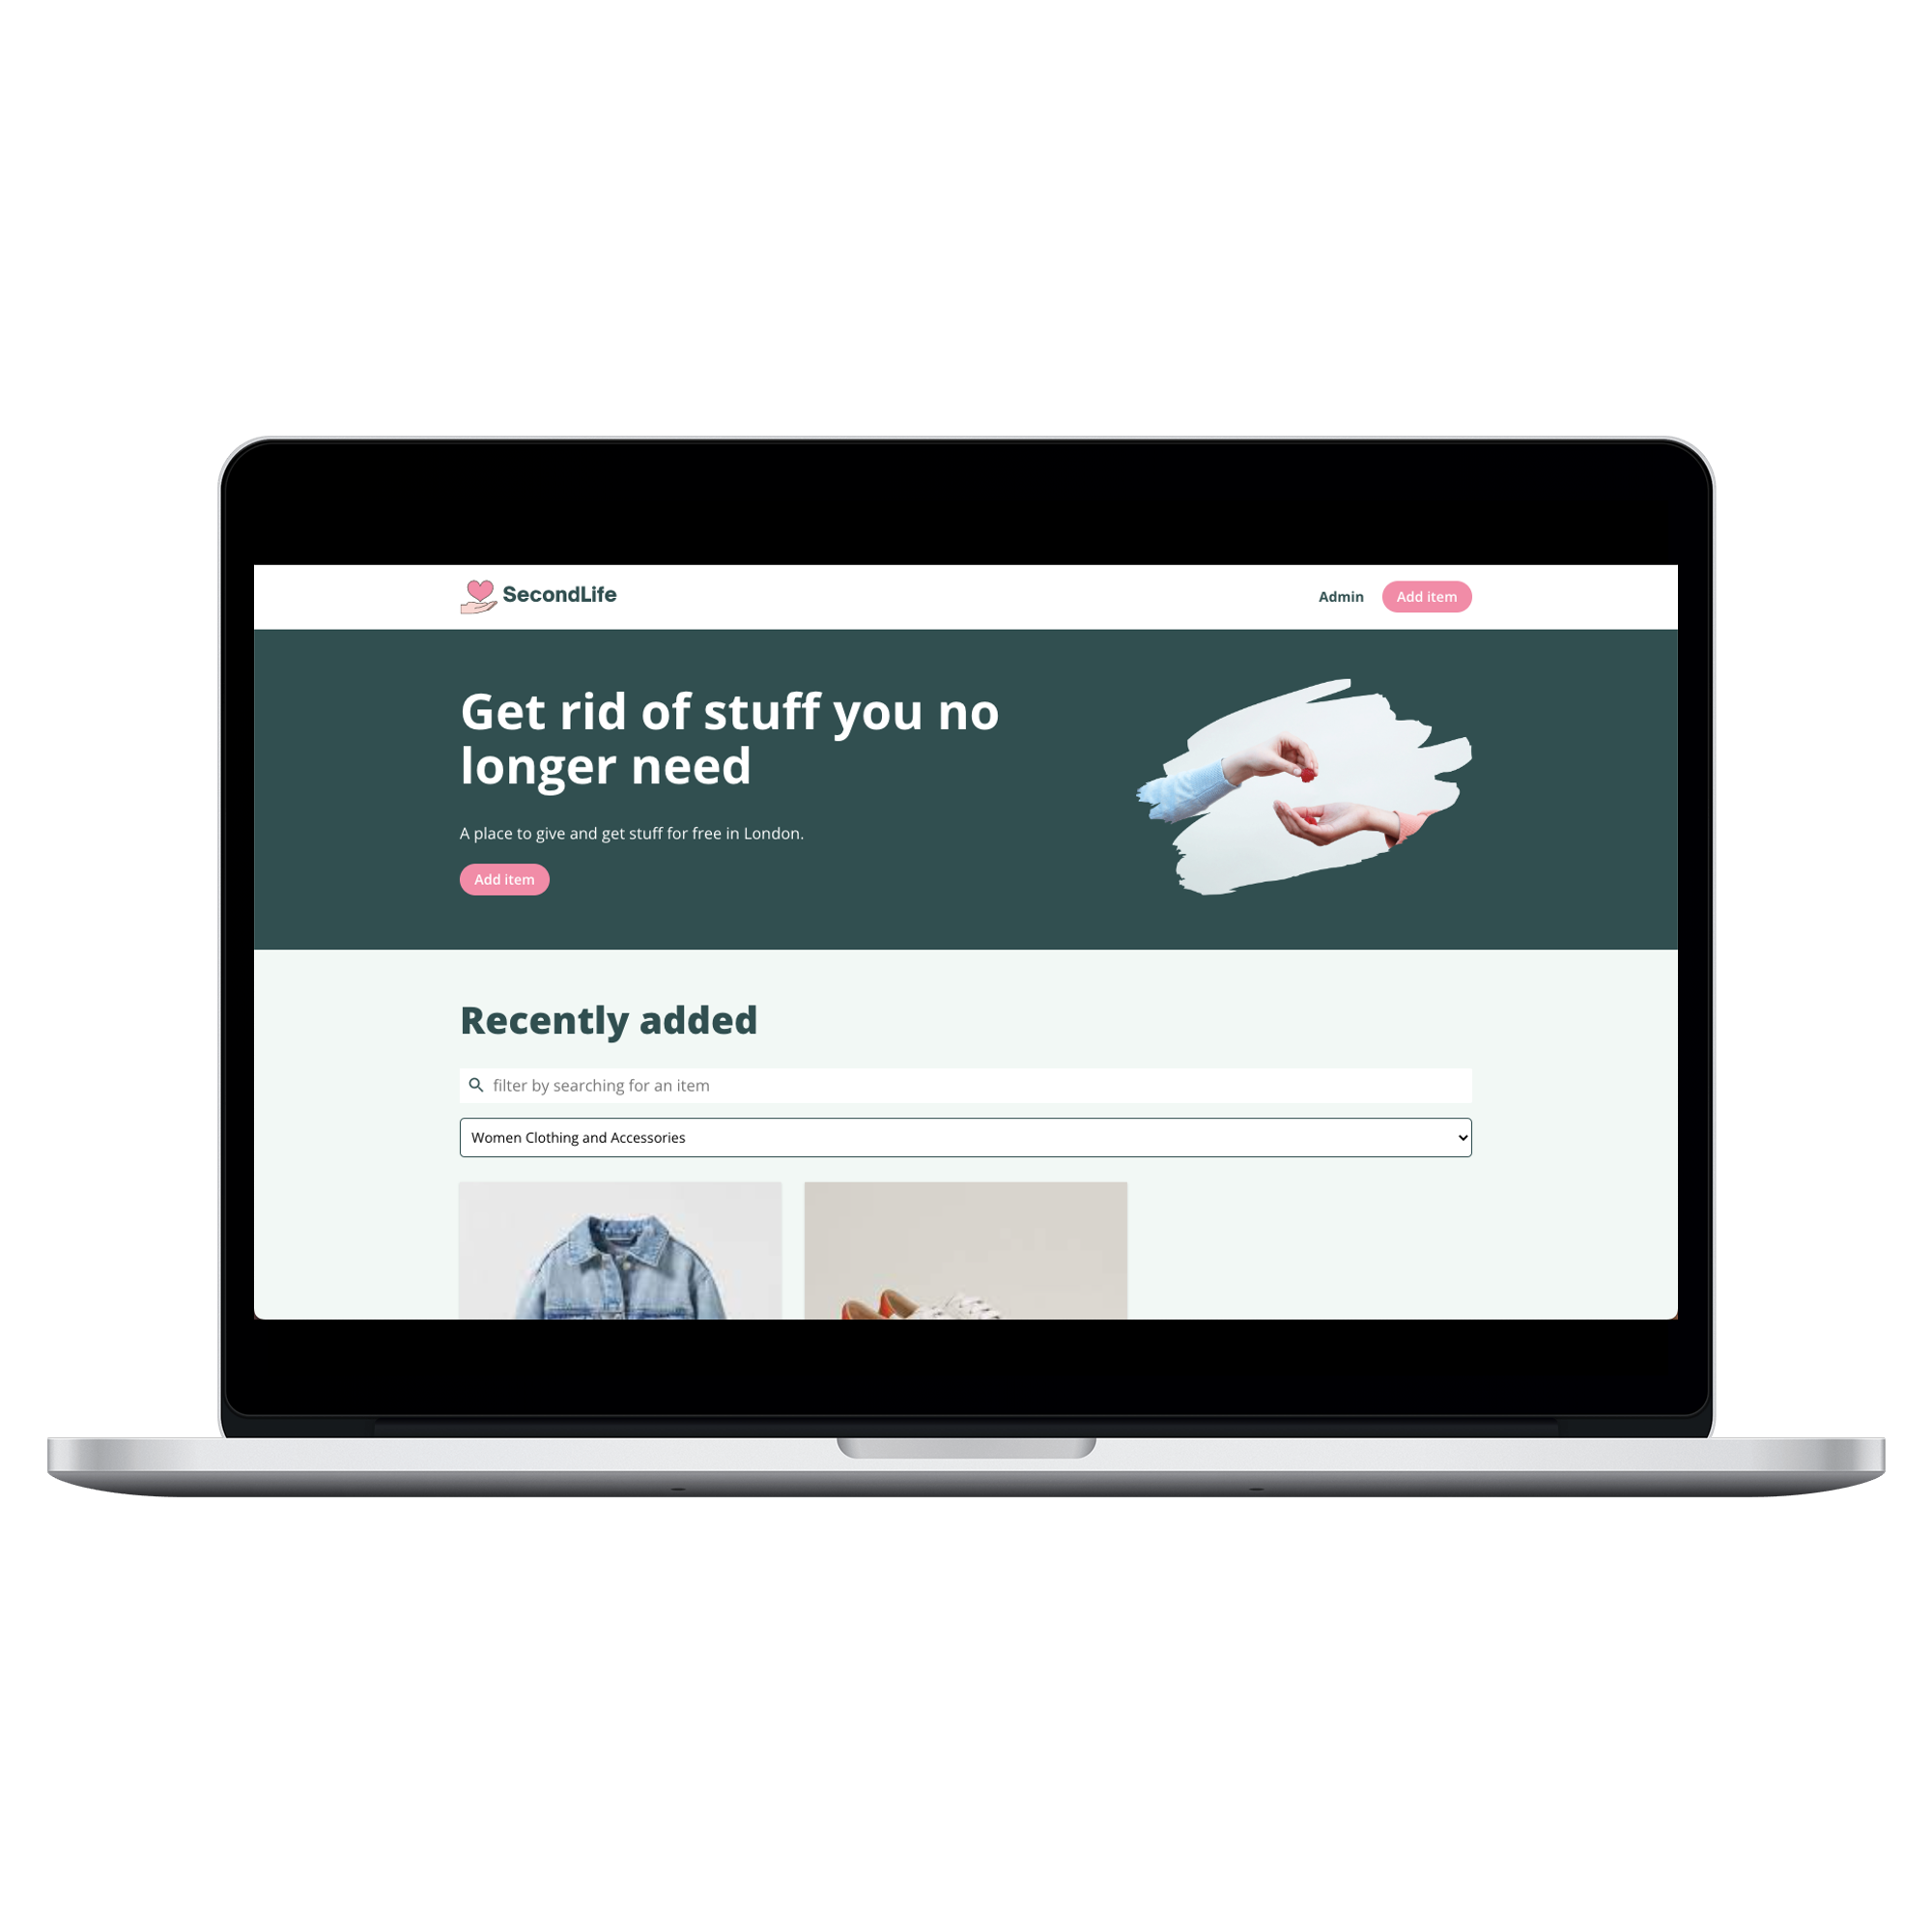 SecondLife
Admin
Add item
Get rid of stuff you no
longer need
A place to give and get stuff for free in London.
Add item
Recently added
filter by searching for an item
Women Clothing and Accessories